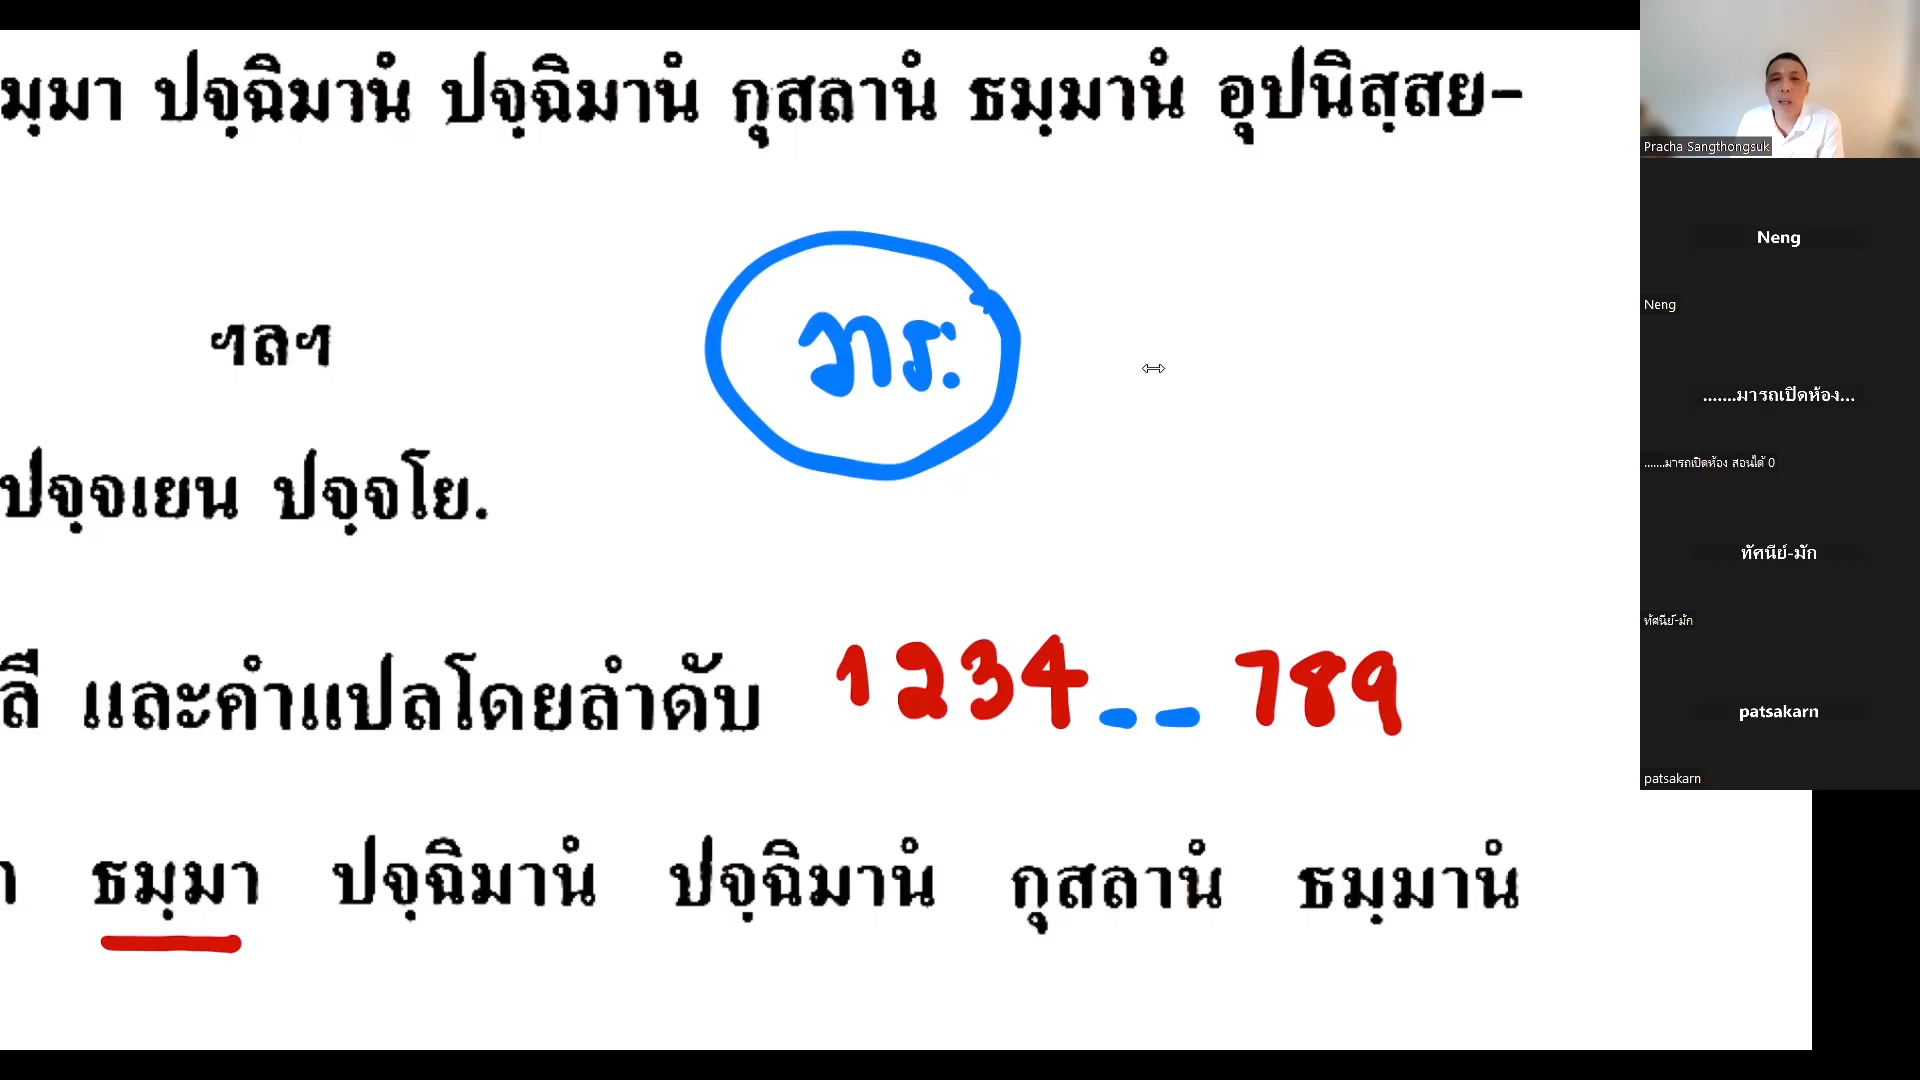 มฺมา ปจฺฉิมานํ ปจฺฉิมานํ กุสลานํ ธมฺมานํ อุปนิสฺสย-
ฯลฯ
วาระ
ปจฺจเยน ปจฺจโย.
ลี และคำแปลโดยลำดับ 1234 -- 789
า ธมฺมา ปจฺฉิมานํ ปจฺฉิมานํ กุสลานํ ธมฺมานํ
Pracha Sangthongsuk
Neng
Neng
.......มารถเปิดห้อง...
.......มารถเปิดห้อง สอนได้ 0
ทัศนีย์-มัก
ทัศนีย์-มัก
patsakarn
patsakarn